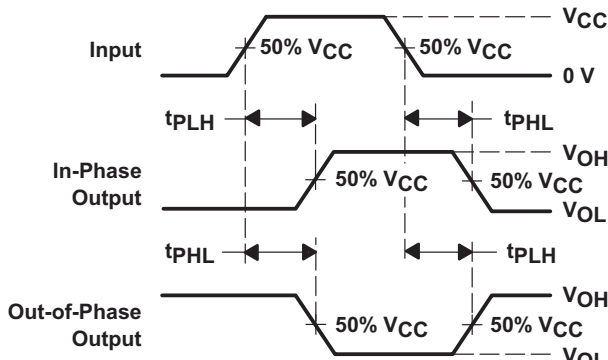 VCC
Input 50% VCC 50% VCC
0 V
tPLH tPHL
VOH
In-Phase
Output 50% VCC 50% VCC
VOL
tPHL tPLH
VOH
Out-of-Phase
Output 50% VCC 50% VCC
VOL